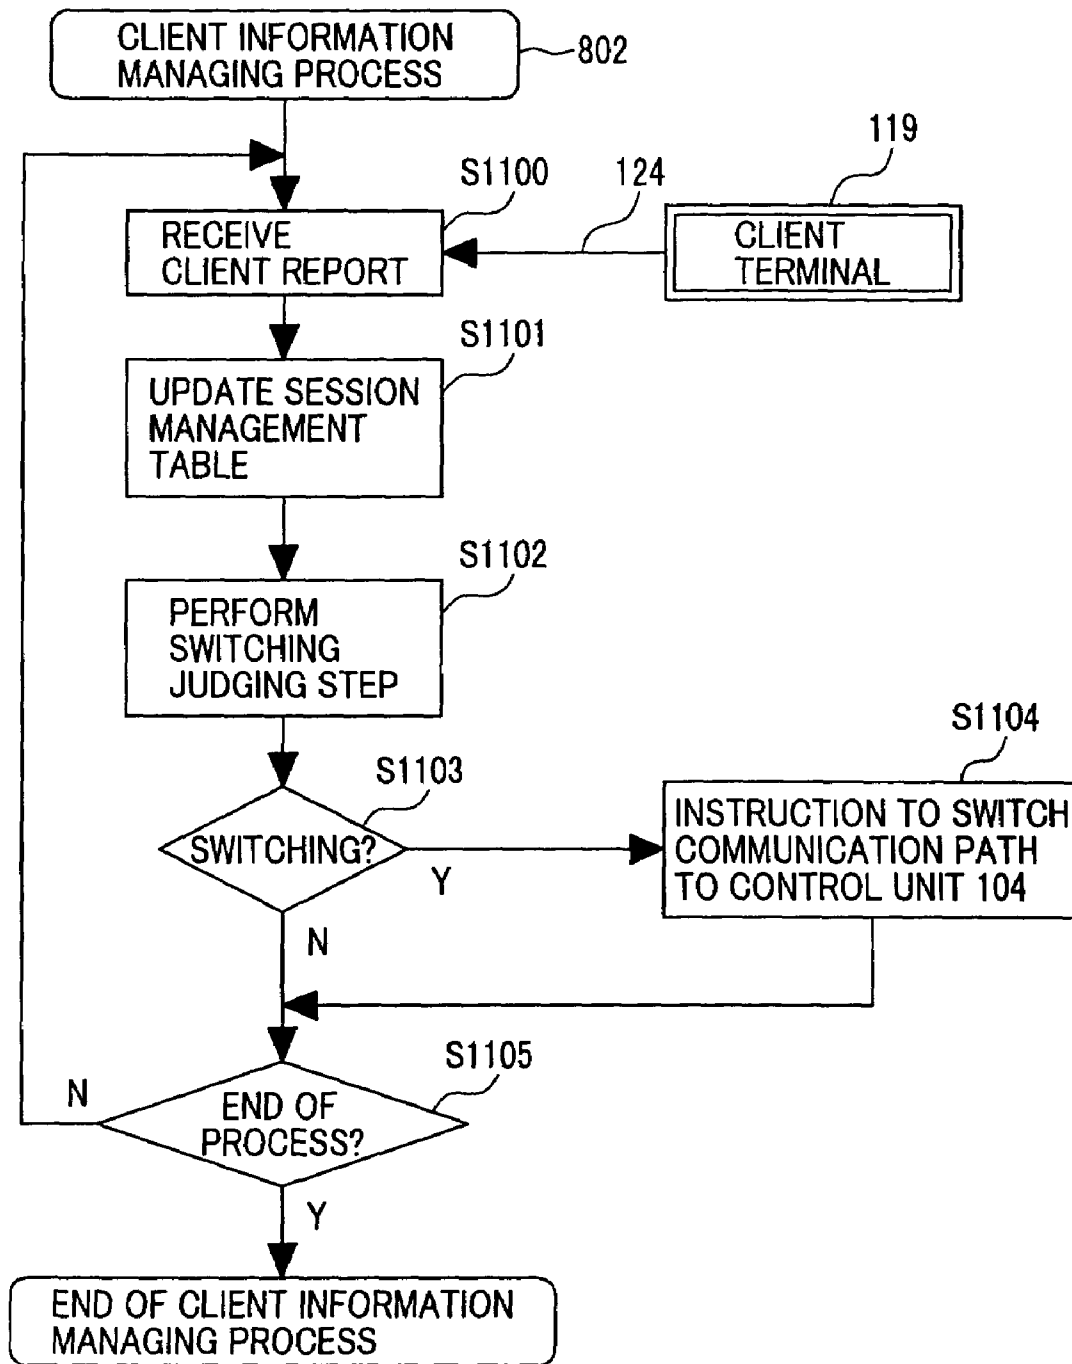 CLIENT INFORMATION
MANAGING PROCESS
802
S1100
124
119
RECEIVE
CLIENT REPORT
CLIENT
TERMINAL
S1101
UPDATE SESSION
MANAGEMENT
TABLE
S1102
PERFORM
SWITCHING
JUDGING STEP
S1103
S1104
SWITCHING?
Y
INSTRUCTION TO SWITCH
COMMUNICATION PATH
TO CONTROL UNIT 104
N
S1105
N
END OF
PROCESS?
Y
END OF CLIENT INFORMATION
MANAGING PROCESS